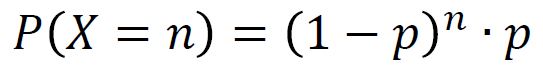 P(X = n) = (1 − p)ⁿ · p